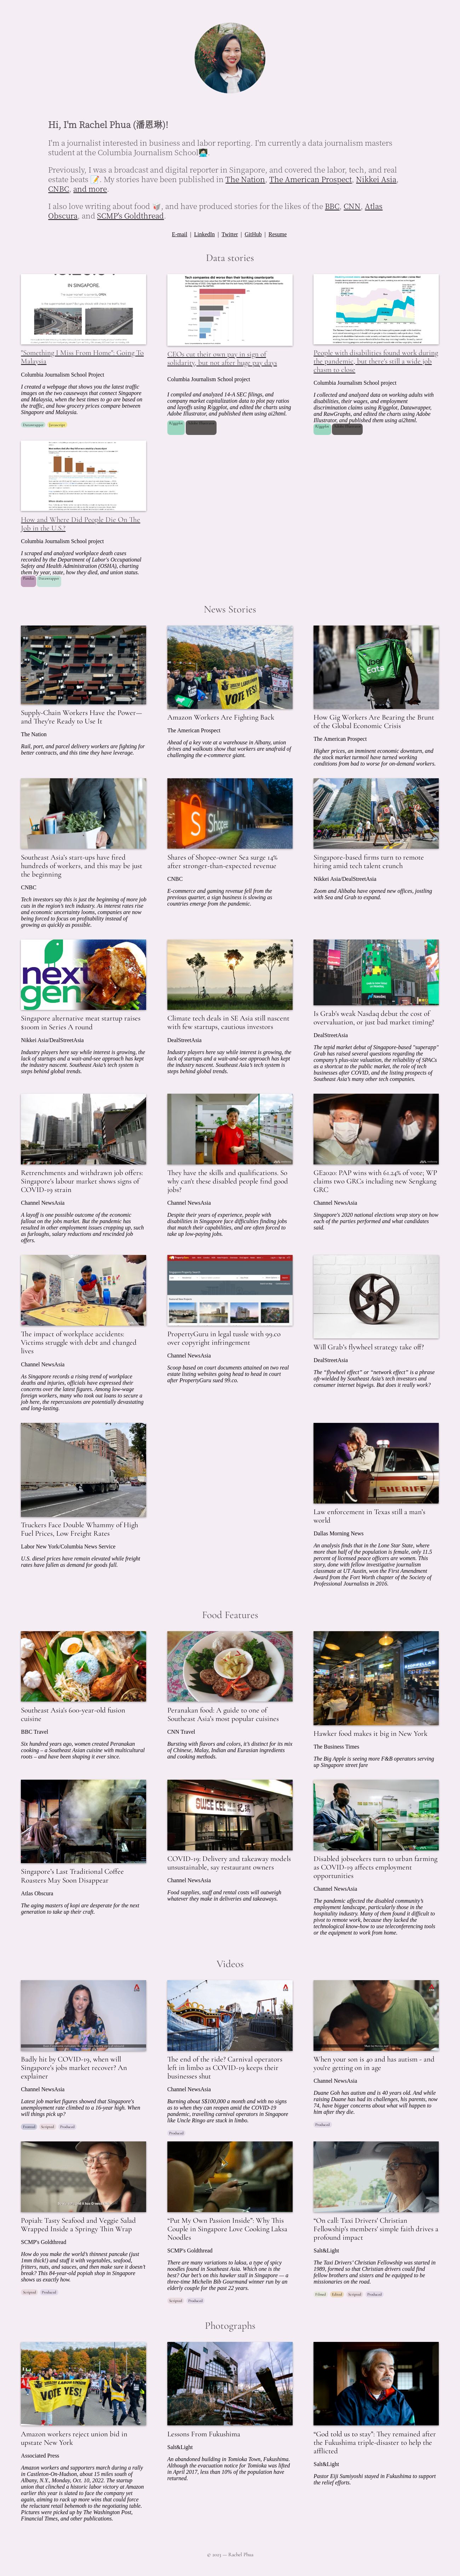 Hi, I'm Rachel Phua (潘恩琳)!
I'm a journalist interested in business and labor reporting. I'm currently a data journalism masters
student at the Columbia Journalism School
Previously, I was a broadcast and digital reporter in Singapore, and covered the labor, tech, and real
estate beats 📝. My stories have been published in The Nation, The American Prospect, Nikkei Asia,
CNBC, and more.
I also love writing about food 🥡, and have produced stories for the likes of the BBC, CNN, Atlas
Obscura, and SCMP's Goldthread.
E-mail | LinkedIn | Twitter | GitHub | Resume
Data stories
IN SINGAPORE.
Tech companies did worse than their banking counterparts
"Something I Miss From Home": Going To
Malaysia
Columbia Journalism School Project
I created a webpage that shows you the latest traffic
images on the two causeways that connect Singapore
and Malaysia, when the best times to go are based on
the traffic, and how grocery prices compare between
Singapore and Malaysia.
Datawrapper Javascript
CEOs cut their own pay in sign of
solidarity, but not after huge pay days
Columbia Journalism School project
I compiled and analyzed 14-A SEC filings, and
company market capitalisation data to plot pay ratios
and layoffs using R/ggplot, and edited the charts using
Adobe Illustrator, and published them using ai2html.
R/ggplot
People with disabilities found work during
the pandemic, but there's still a wide job
chasm to close
Columbia Journalism School project
I collected and analyzed data on working adults with
disabilities, their wages, and employment
discrimination claims using R/ggplot, Datawrapper,
and RawGraphs, and edited the charts using Adobe
Illustrator, and published them using ai2html.
R/ggplot
How and Where Did People Die On The
Job in the U.S.?
Columbia Journalism School project
I scraped and analyzed workplace death cases
recorded by the Department of Labor's Occupational
Safety and Health Administration (OSHA), charting
them by year, state, how they died, and union status.
Pandas Datawrapper
News Stories
VOTE YES!
Uber
Eats
Supply-Chain Workers Have the Power—
and They're Ready to Use It
The Nation
Rail, port, and parcel delivery workers are fighting for
better contracts, and this time they have leverage.
Amazon Workers Are Fighting Back
The American Prospect
Ahead of a key vote at a warehouse in Albany, union
drives and walkouts show that workers are unafraid of
challenging the e-commerce giant.
How Gig Workers Are Bearing the Brunt
of the Global Economic Crisis
The American Prospect
Higher prices, an imminent economic downturn, and
the stock market turmoil have turned working
conditions from bad to worse for on-demand workers.
Shopee
Southeast Asia's start-ups have fired
hundreds of workers, and this may be just
the beginning
CNBC
Tech investors say this is just the beginning of more job
cuts in the region's tech industry. As interest rates rise
and economic uncertainty looms, companies are now
being forced to focus on profitability instead of
growing as quickly as possible.
Shares of Shopee-owner Sea surge 14%
after stronger-than-expected revenue
CNBC
E-commerce and gaming revenue fell from the
previous quarter, a sign business is slowing as
countries emerge from the pandemic.
Singapore-based firms turn to remote
hiring amid tech talent crunch
Nikkei Asia/DealStreetAsia
Zoom and Alibaba have opened new offices, jostling
with Sea and Grab to expand.
next
gen
Singapore alternative meat startup raises
$100m in Series A round
Nikkei Asia/DealStreetAsia
Industry players here say while interest is growing, the
lack of startups and a wait-and-see approach has kept
the industry nascent. Southeast Asia's tech system is
steps behind global trends.
Climate tech deals in SE Asia still nascent
with few startups, cautious investors
DealStreetAsia
Industry players here say while interest is growing, the
lack of startups and a wait-and-see approach has kept
the industry nascent. Southeast Asia's tech system is
steps behind global trends.
Is Grab's weak Nasdaq debut the cost of
overvaluation, or just bad market timing?
DealStreetAsia
The tepid market debut of Singapore-based "superapp"
Grab has raised several questions regarding the
company's plus-size valuation, the reliability of SPACs
as a shortcut to the public market, the role of tech
businesses after COVID, and the listing prospects of
Southeast Asia's many other tech companies.
Retrenchments and withdrawn job offers:
Singapore's labour market shows signs of
COVID-19 strain
Channel NewsAsia
A layoff is one possible outcome of the economic
fallout on the jobs market. But the pandemic has
resulted in other employment issues cropping up, such
as furloughs, salary reductions and rescinded job
offers.
They have the skills and qualifications. So
why can't these disabled people find good
jobs?
Channel NewsAsia
Despite their years of experience, people with
disabilities in Singapore face difficulties finding jobs
that match their capabilities, and are often forced to
take up low-paying jobs.
GE2020: PAP wins with 61.24% of vote; WP
claims two GRCs including new Sengkang
GRC
Channel NewsAsia
Singapore's 2020 national elections wrap story on how
each of the parties performed and what candidates
said.
The impact of workplace accidents:
Victims struggle with debt and changed
lives
Channel NewsAsia
As Singapore records a rising trend of workplace
deaths and injuries, officials have expressed their
concerns over the latest figures. Among low-wage
foreign workers, many who took out loans to secure a
job here, the repercussions are potentially devastating
and long-lasting.
PropertyGuru in legal tussle with 99.co
over copyright infringement
Channel NewsAsia
Scoop based on court documents attained on two real
estate listing websites going head to head in court
after PropertyGuru sued 99.co.
Will Grab's flywheel strategy take off?
DealStreetAsia
The “flywheel effect” or “network effect” is a phrase
oft-wielded by Southeast Asia's tech investors and
consumer internet bigwigs. But does it really work?
SHERIFF
Truckers Face Double Whammy of High
Fuel Prices, Low Freight Rates
Labor New York/Columbia News Service
U.S. diesel prices have remain elevated while freight
rates have fallen as demand for goods fall.
Law enforcement in Texas still a man's
world
Dallas Morning News
An analysis finds that in the Lone Star State, where
more than half of the population is female, only 11.5
percent of licensed peace officers are women. This
story, done with fellow investigative journalism
classmate at UT Austin, won the First Amendment
Award from the Fort Worth chapter of the Society of
Professional Journalists in 2016.
Food Features
Southeast Asia's 600-year-old fusion
cuisine
BBC Travel
Six hundred years ago, women created Peranakan
cooking – a Southeast Asian cuisine with multicultural
roots – and have been shaping it ever since.
Peranakan food: A guide to one of
Southeast Asia's most popular cuisines
CNN Travel
Bursting with flavors and colors, it's distinct for its mix
of Chinese, Malay, Indian and Eurasian ingredients
and cooking methods.
Hawker food makes it big in New York
The Business Times
The Big Apple is seeing more F&B operators serving
up Singapore street fare
SWEE KEE
Singapore's Last Traditional Coffee
Roasters May Soon Disappear
Atlas Obscura
The aging masters of kopi are desperate for the next
generation to take up their craft.
COVID-19: Delivery and takeaway models
unsustainable, say restaurant owners
Channel NewsAsia
Food supplies, staff and rental costs will outweigh
whatever they make in deliveries and takeaways.
Disabled jobseekers turn to urban farming
as COVID-19 affects employment
opportunities
Channel NewsAsia
The pandemic affected the disabled community's
employment landscape, particularly those in the
hospitality industry. Many of them found it difficult to
pivot to remote work, because they lacked the
technological know-how to use teleconferencing tools
or the equipment to work from home.
Videos
Badly hit by COVID-19, when will
Singapore's jobs market recover? An
explainer
Channel NewsAsia
Latest job market figures showed that Singapore's
unemployment rate climbed to a 16-year high. When
will things pick up?
Fronted Scripted Produced
The end of the ride? Carnival operators
left in limbo as COVID-19 keeps their
businesses shut
Channel NewsAsia
Burning about S$100,000 a month and with no signs
as to when they can reopen amid the COVID-19
pandemic, travelling carnival operators in Singapore
like Uncle Ringo are stuck in limbo.
Produced
When your son is 40 and has autism - and
you're getting on in age
Channel NewsAsia
Duane Goh has autism and is 40 years old. And while
raising Duane has had its challenges, his parents, now
74, have bigger concerns about what will happen to
him after they die.
Produced
Popiah: Tasty Seafood and Veggie Salad
Wrapped Inside a Springy Thin Wrap
SCMP's Goldthread
How do you make the world's thinnest pancake (just
1mm thick!) and stuff it with vegetables, seafood,
fritters, nuts, and sauces, and then make sure it doesn't
break? This 84-year-old popiah shop in Singapore
shows us exactly how.
Scripted Produced
“Put My Own Passion Inside”: Why This
Couple in Singapore Love Cooking Laksa
Noodles
SCMP's Goldthread
There are many variations to laksa, a type of spicy
noodles found in Southeast Asia. Which one is the
best? Our bet's on this hawker stall in Singapore — a
three-time Michelin Bib Gourmand winner run by an
elderly couple for the past 22 years.
Scripted Produced
“On call: Taxi Drivers' Christian
Fellowship's members' simple faith drives a
profound impact
Salt&Light
The Taxi Drivers' Christian Fellowship was started in
1989, formed so that Christian drivers could find
fellow brothers and sisters and be equipped to be
missionaries on the road.
Filmed Edited Scripted Produced
Photographs
VOTE YES!
Amazon workers reject union bid in
upstate New York
Associated Press
Amazon workers and supporters march during a rally
in Castleton-On-Hudson, about 15 miles south of
Albany, N.Y., Monday, Oct. 10, 2022. The startup
union that clinched a historic labor victory at Amazon
earlier this year is slated to face the company yet
again, aiming to rack up more wins that could force
the reluctant retail behemoth to the negotiating table.
Pictures were picked up by The Washington Post,
Financial Times, and other publications.
Lessons From Fukushima
Salt&Light
An abandoned building in Tomioka Town, Fukushima.
Although the evacuation notice for Tomioka was lifted
in April 2017, less than 10% of the population have
returned.
“God told us to stay”: They remained after
the Fukushima triple-disaster to help the
afflicted
Salt&Light
Pastor Eiji Sumiyoshi stayed in Fukushima to support
the relief efforts.
© 2023 — Rachel Phua